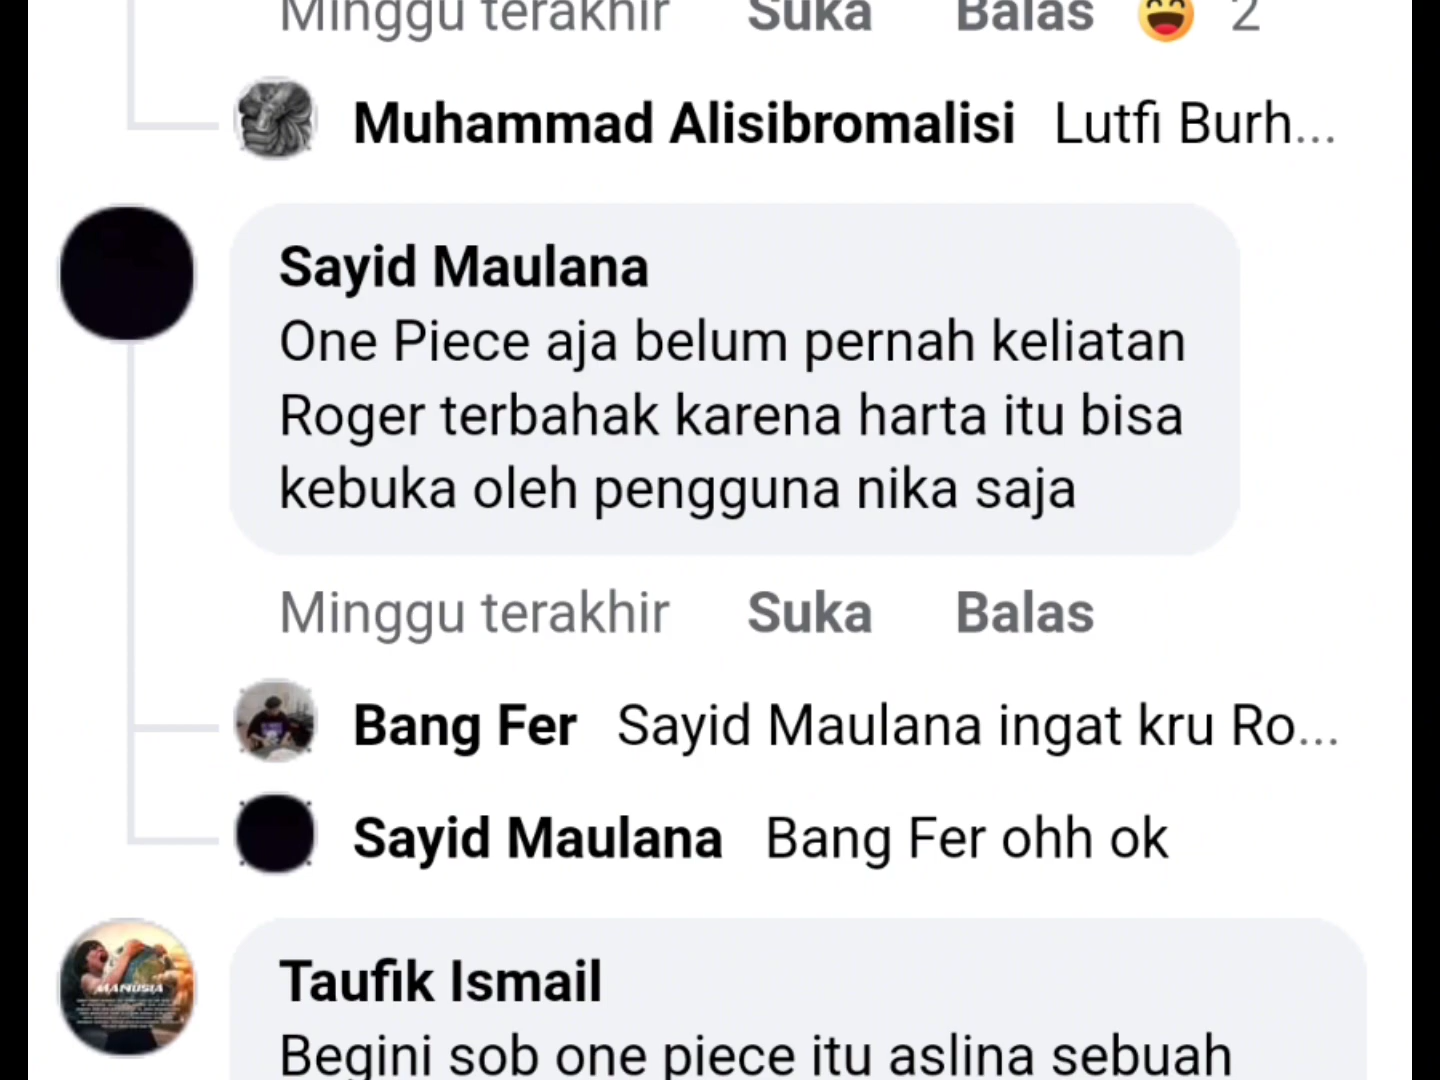 Minggu terakhir Suka Balas 2
Muhammad Alisibromalisi Lutfi Burh...
Sayid Maulana
One Piece aja belum pernah keliatan
Roger terbahak karena harta itu bisa
kebuka oleh pengguna nika saja
Minggu terakhir Suka Balas
Bang Fer Sayid Maulana ingat kru Ro...
Sayid Maulana Bang Fer ohh ok
MANUSIA
Taufik Ismail
Begini sob one piece itu aslina sebuah